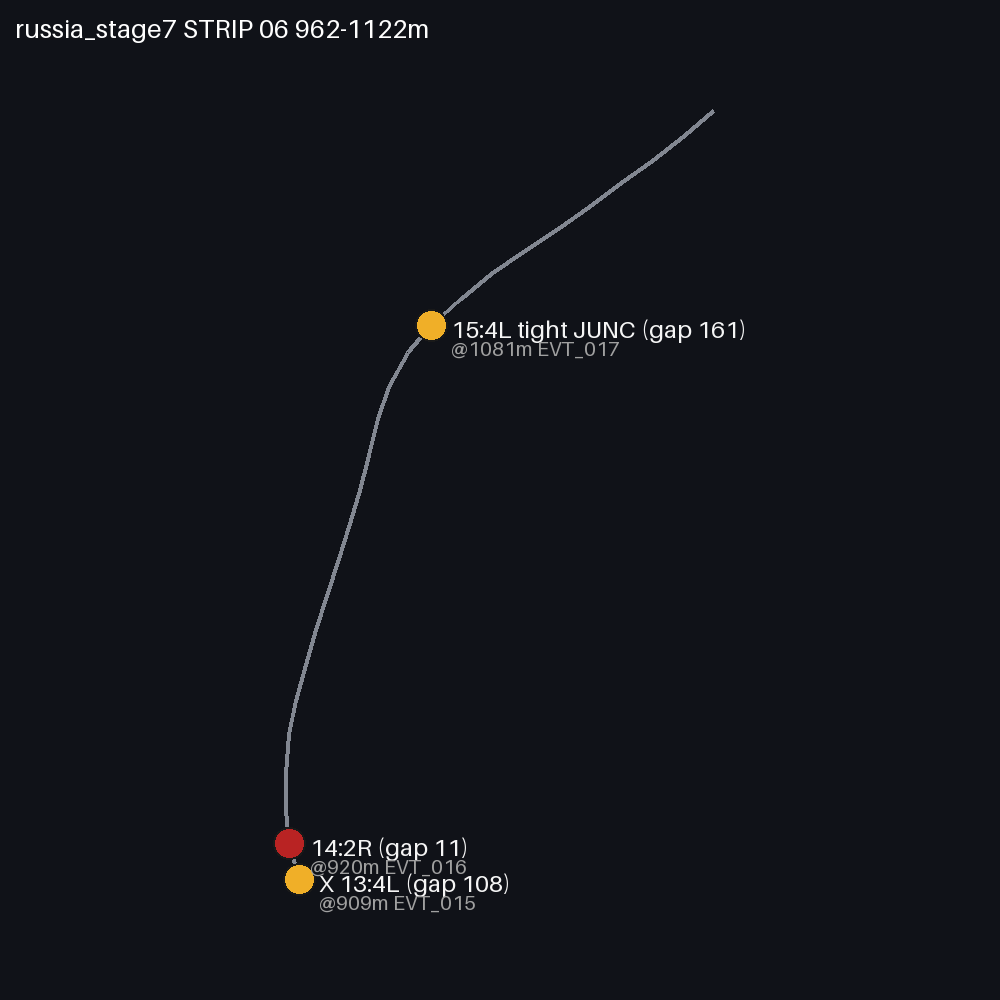 russia_stage7 STRIP 06 962-1122m
15:4L tight JUNC (gap 161)
@1081m EVT_017
14:2R (gap 11)
@920m EVT_016
X 13:4L (gap 108)
@909m EVT_015